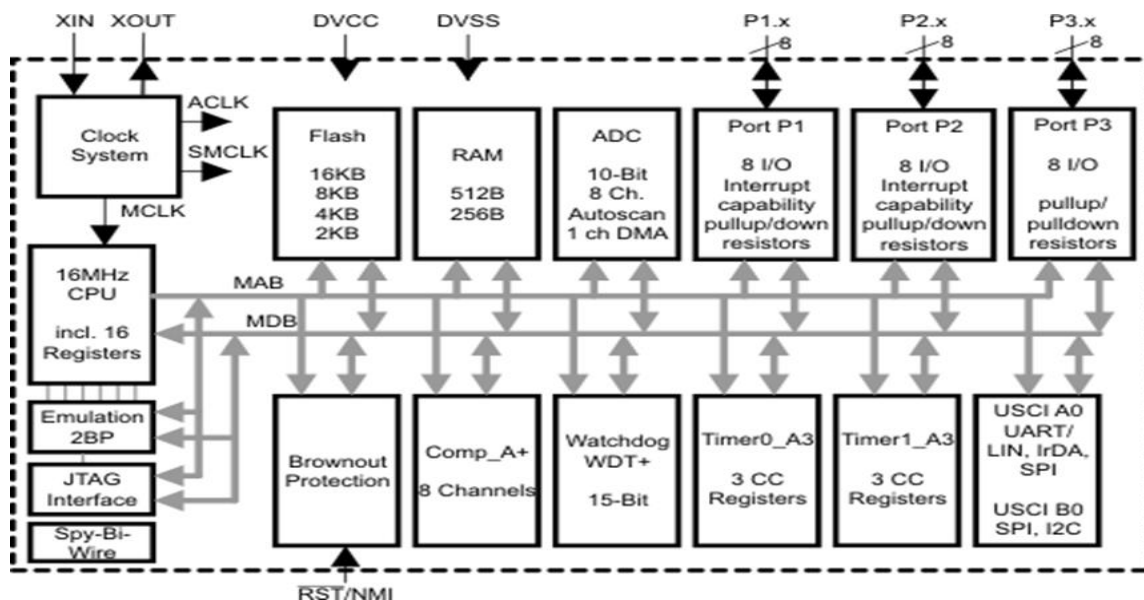 XIN XOUT DVCC DVSS P1.x P2.x P3.x
8 8 8
Clock
System
ACLK
SMCLK
MCLK
Flash
16KB
8KB
4KB
2KB
RAM
512B
256B
ADC
10-Bit
8 Ch.
Autoscan
1 ch DMA
Port P1
8 I/O
Interrupt
capability
pullup/down
resistors
Port P2
8 I/O
Interrupt
capability
pullup/down
resistors
Port P3
8 I/O
pullup/
pulldown
resistors
16MHz
CPU
incl. 16
Registers
MAB
MDB
Emulation
2BP
JTAG
Interface
Spy-Bi-
Wire
Brownout
Protection
Comp_A+
8 Channels
Watchdog
WDT+
15-Bit
Timer0_A3
3 CC
Registers
Timer1_A3
3 CC
Registers
USCI A0
UART/
LIN, IrDA,
SPI
USCI B0
SPI, I2C
RST/NMI